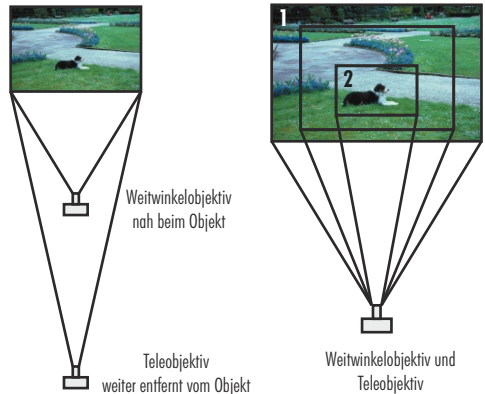 1
2
Weitwinkelobjektiv
nah beim Objekt
Teleobjektiv
weiter entfernt vom Objekt
Weitwinkelobjektiv und
Teleobjektiv